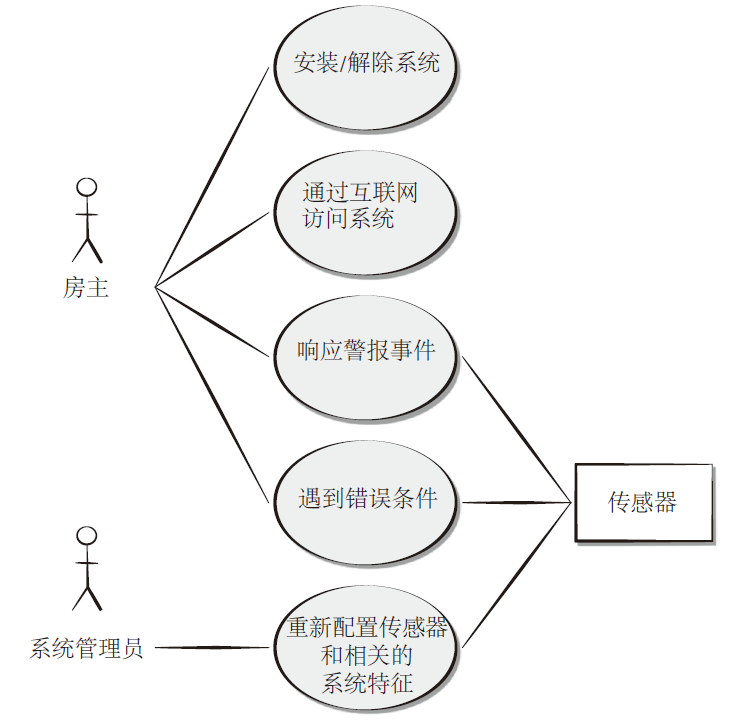 安装/解除系统
通过互联网
访问系统
房主
响应警报事件
遇到错误条件
传感器
系统管理员
重新配置传感器
和相关的
系统特征